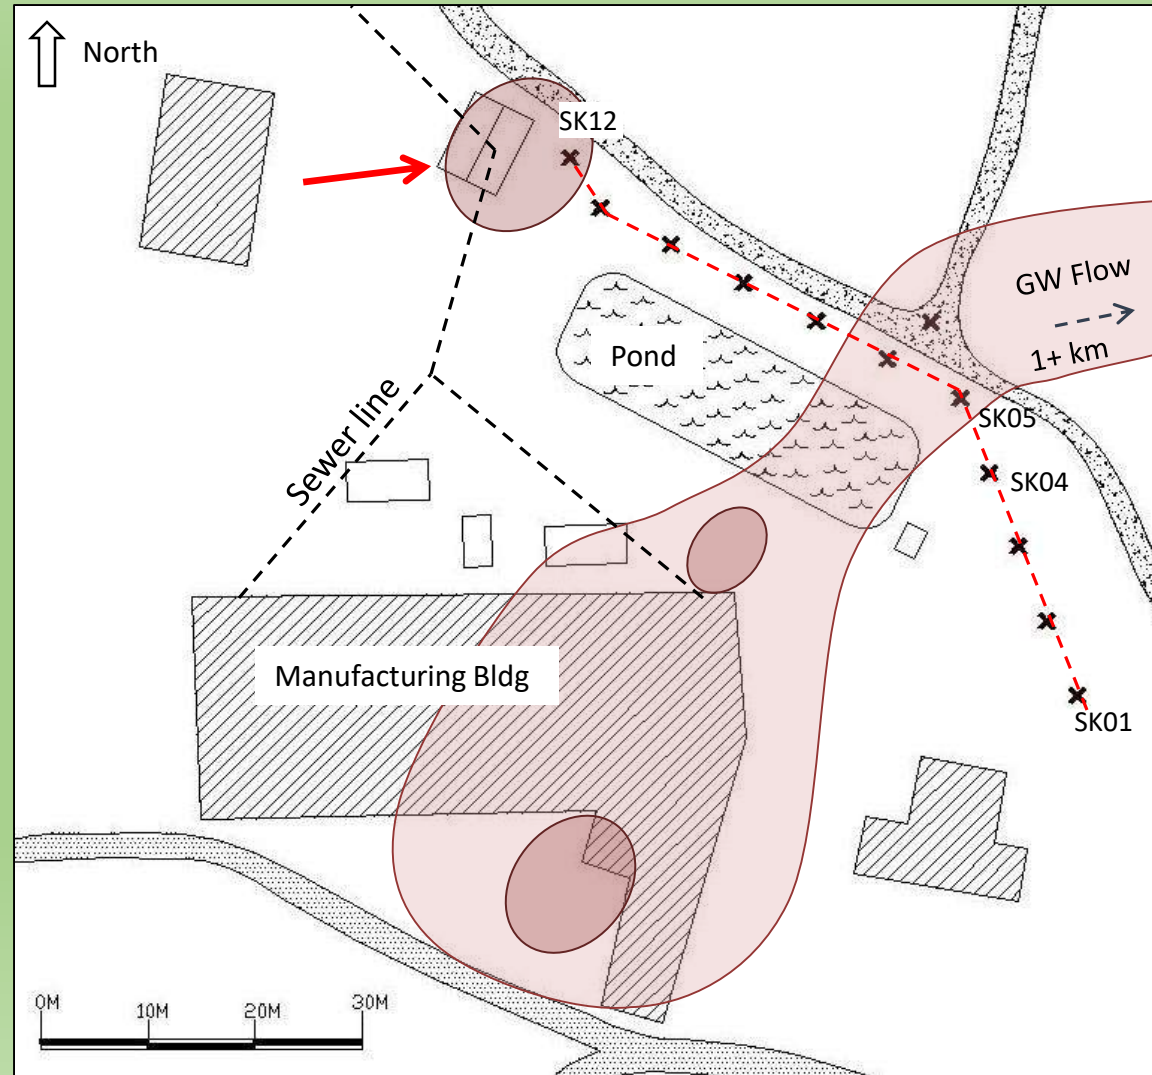 North
SK12
GW Flow
1+ km
Pond
SK05
Sewer line
SK04
Manufacturing Bldg
SK01
0M 10M 20M 30M